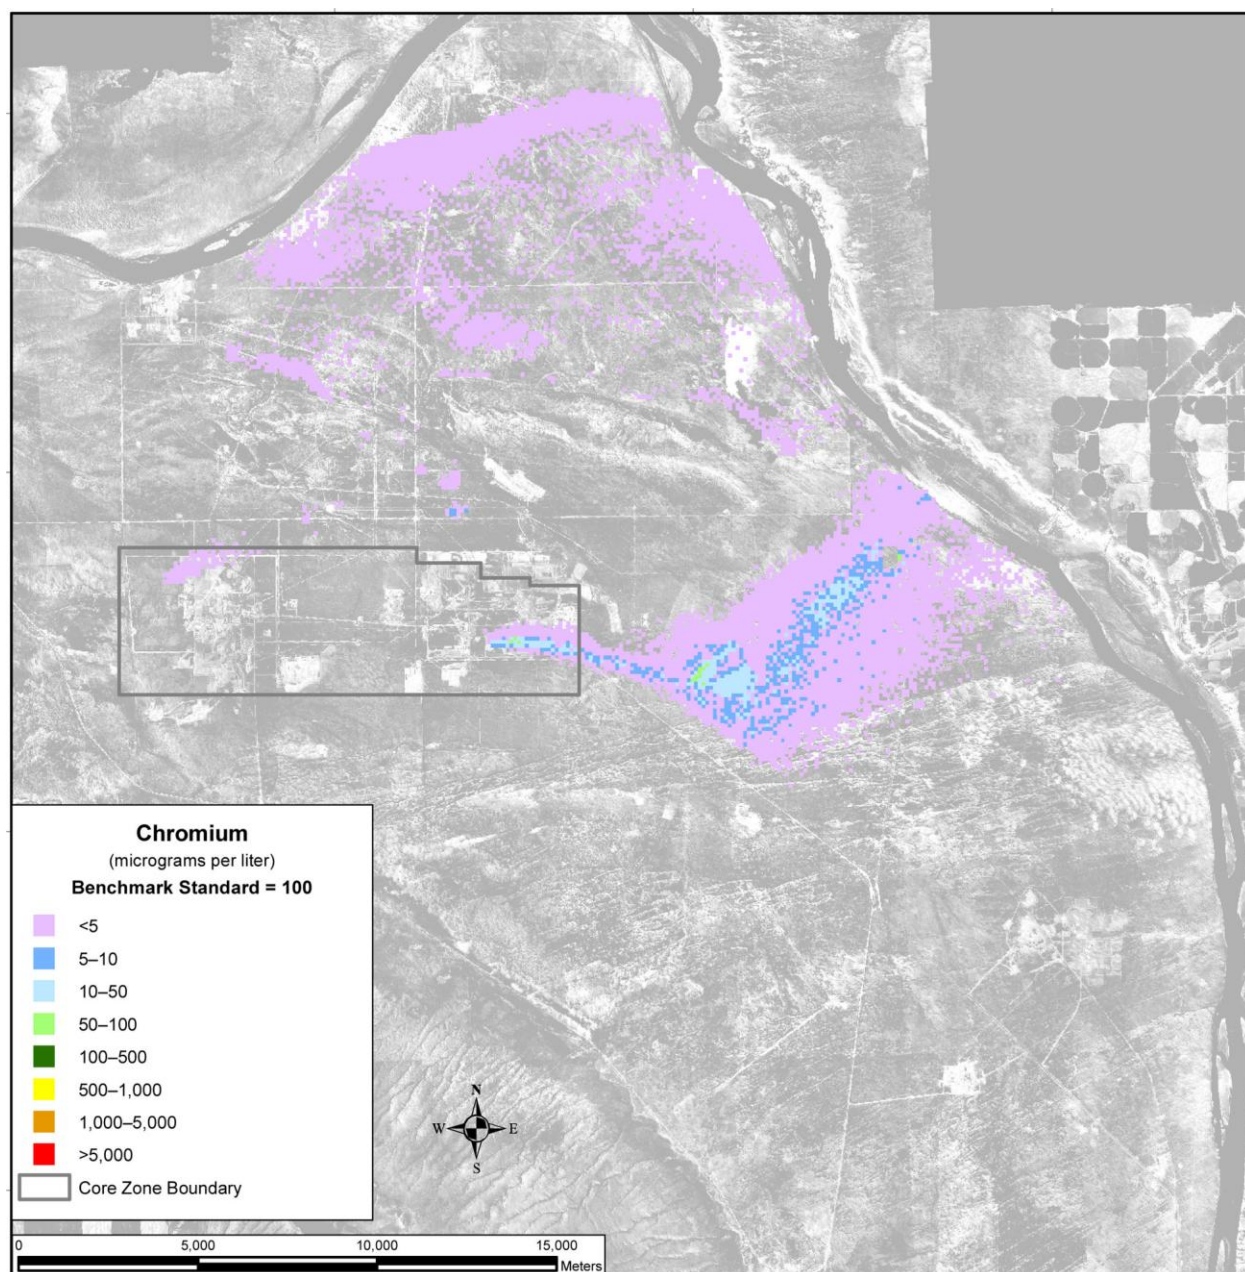 Chromium
(micrograms per liter)
Benchmark Standard = 100
<5
5–10
10–50
50–100
100–500
500–1,000
1,000–5,000
>5,000
Core Zone Boundary
N
W E
S
0 5,000 10,000 15,000
Meters